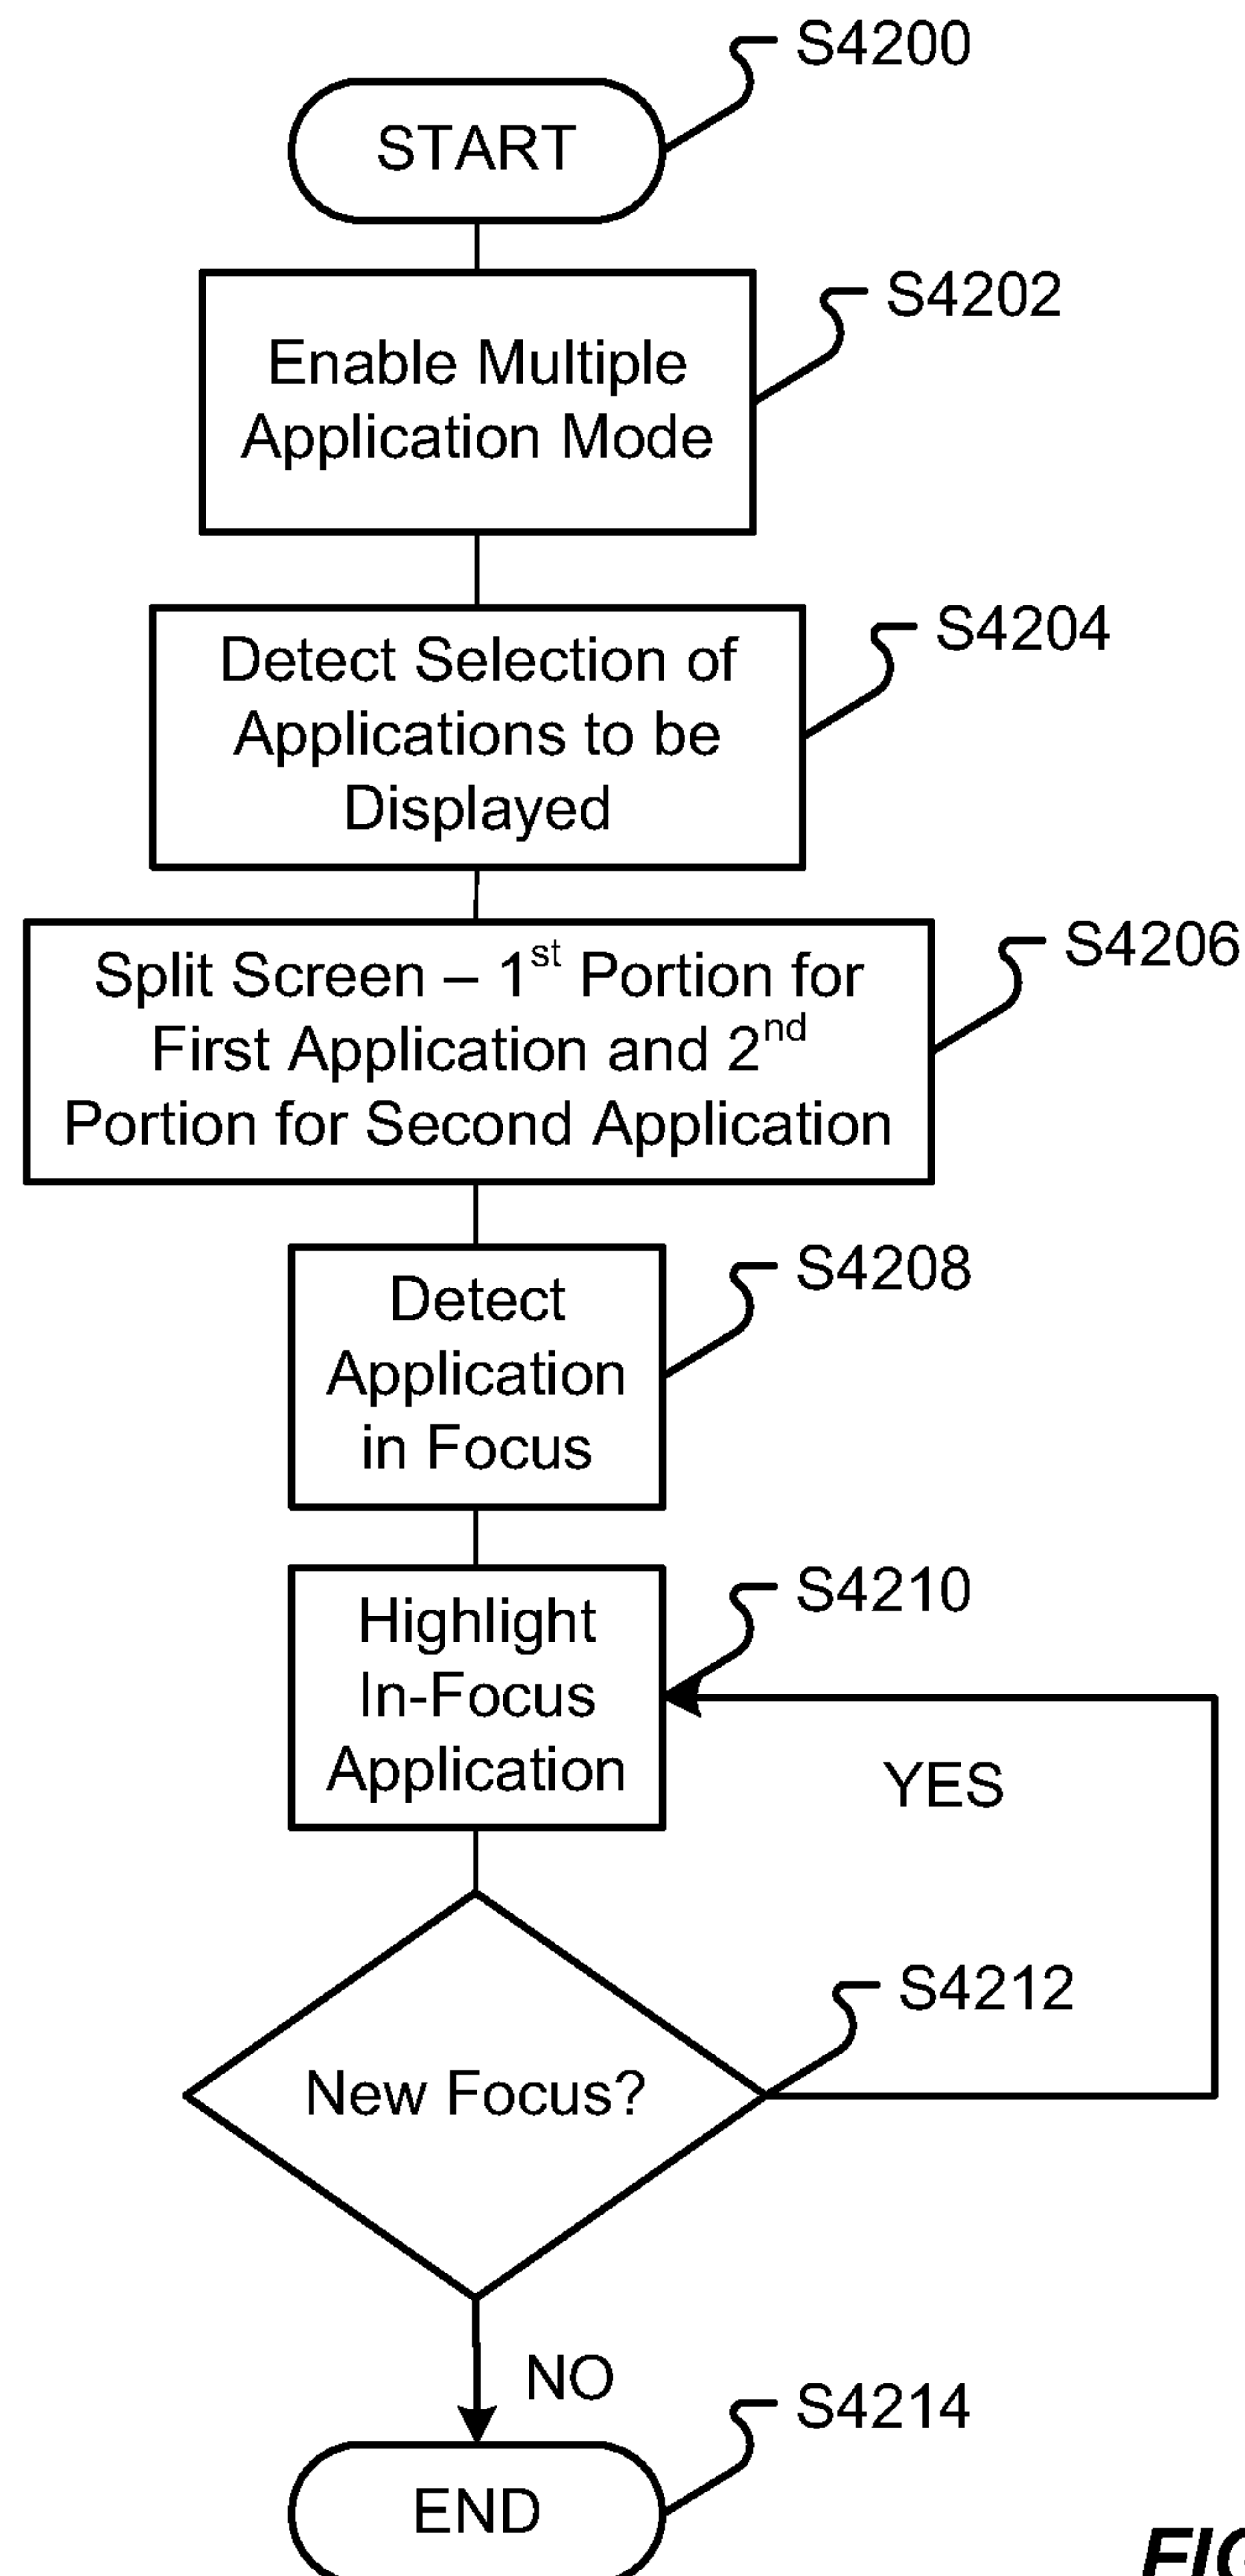 S4200
START
S4202
Enable Multiple
Application Mode
S4204
Detect Selection of
Applications to be
Displayed
S4206
Split Screen – 1st Portion for
First Application and 2nd
Portion for Second Application
S4208
Detect
Application
in Focus
S4210
Highlight
In-Focus
Application
YES
S4212
New Focus?
NO
S4214
END